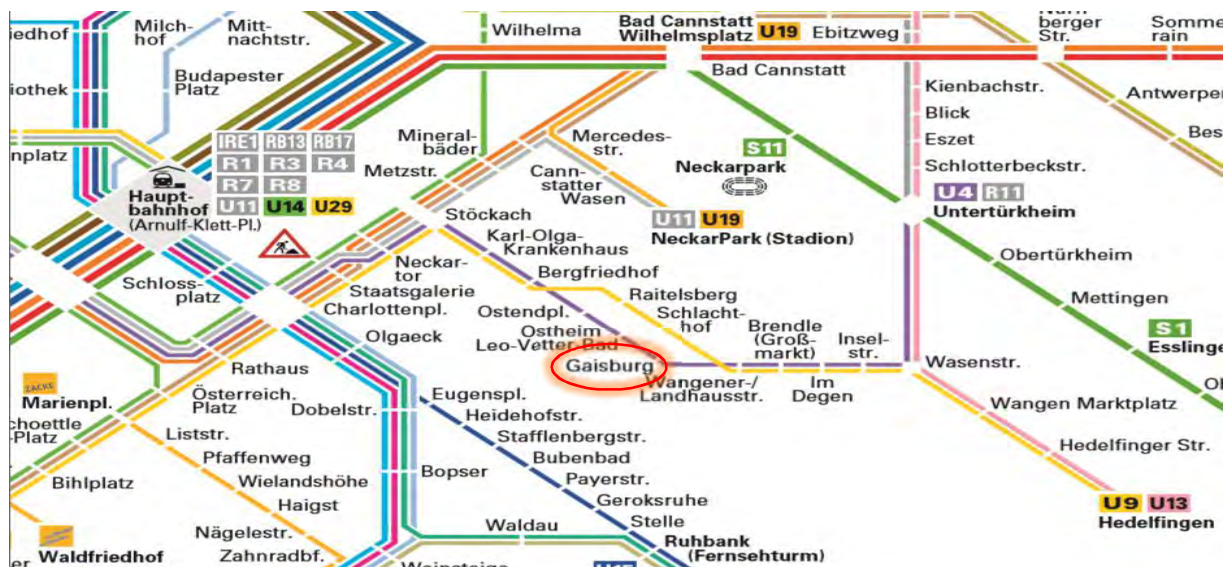 Milch-
hof
Mitt-
nachtstr.
Wilhelma
Bad Cannstatt
Wilhelmsplatz
U19
Ebitzweg
berger
Str.
Somme
rain
Budapester
Platz
Bad Cannstatt
Kienbachstr.
Antwerpe
Blick
Bes
Eszet
Schlotterbeckstr.
IRE1 RB13 RB17
R1 R3 R4
R7 R8
U11 U14 U29
Haupt-
bahnhof
(Arnulf-Klett-Pl.)
Mineral-
bäder
Metzstr.
Mercedes-
str.
Cann-
statter
Wasen
S11
Neckarpark
U4 R11
Untertürkheim
U11 U19
NeckarPark (Stadion)
Stöckach
Karl-Olga-
Krankenhaus
Bergfriedhof
Obertürkheim
Schloss-
platz
Neckar-
tor
Staatsgalerie
Charlottenpl.
Raitelsberg
Schlacht-
hof
Mettingen
Ostendpl.
Olgaeck
Ostheim
Leo-Vetter-Bad
Brendle
(Groß-
markt)
Insel-
str.
S1
Essling
Gaisburg
Wasenstr.
Rathaus
Wangener-/
Landhausstr.
Im
Degen
ZACKE
Marienpl.
Österreich.
Platz
Dobelstr.
Eugenspl.
Wangen Marktplatz
Heidehofstr.
choettle
-Platz
Liststr.
Stafflenbergstr.
Hedelfinger Str.
Pfaffenweg
Bubenbad
Bihlplatz
Wielandshöhe
Bopser
Payerstr.
Haigst
Geroksruhe
U9 U13
Hedelfingen
Nägelestr.
Waldau
Stelle
Waldfriedhof
Zahnradbf.
Ruhbank
(Fernsehturm)